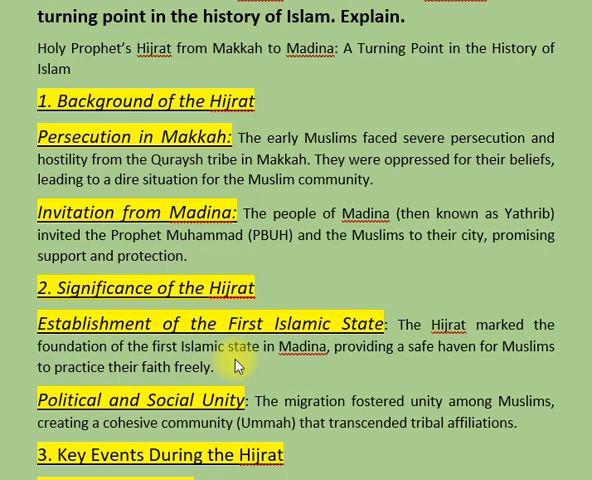 turning point in the history of Islam. Explain.
Holy Prophet's Hijrat from Makkah to Madina: A Turning Point in the History of
Islam
1. Background of the Hijrat
Persecution in Makkah: The early Muslims faced severe persecution and
hostility from the Quraysh tribe in Makkah. They were oppressed for their beliefs,
leading to a dire situation for the Muslim community.
Invitation from Madina: The people of Madina (then known as Yathrib)
invited the Prophet Muhammad (PBUH) and the Muslims to their city, promising
support and protection.
2. Significance of the Hijrat
Establishment of the First Islamic State: The Hijrat marked the
foundation of the first Islamic state in Madina, providing a safe haven for Muslims
to practice their faith freely.
Political and Social Unity: The migration fostered unity among Muslims,
creating a cohesive community (Ummah) that transcended tribal affiliations.
3. Key Events During the Hijrat